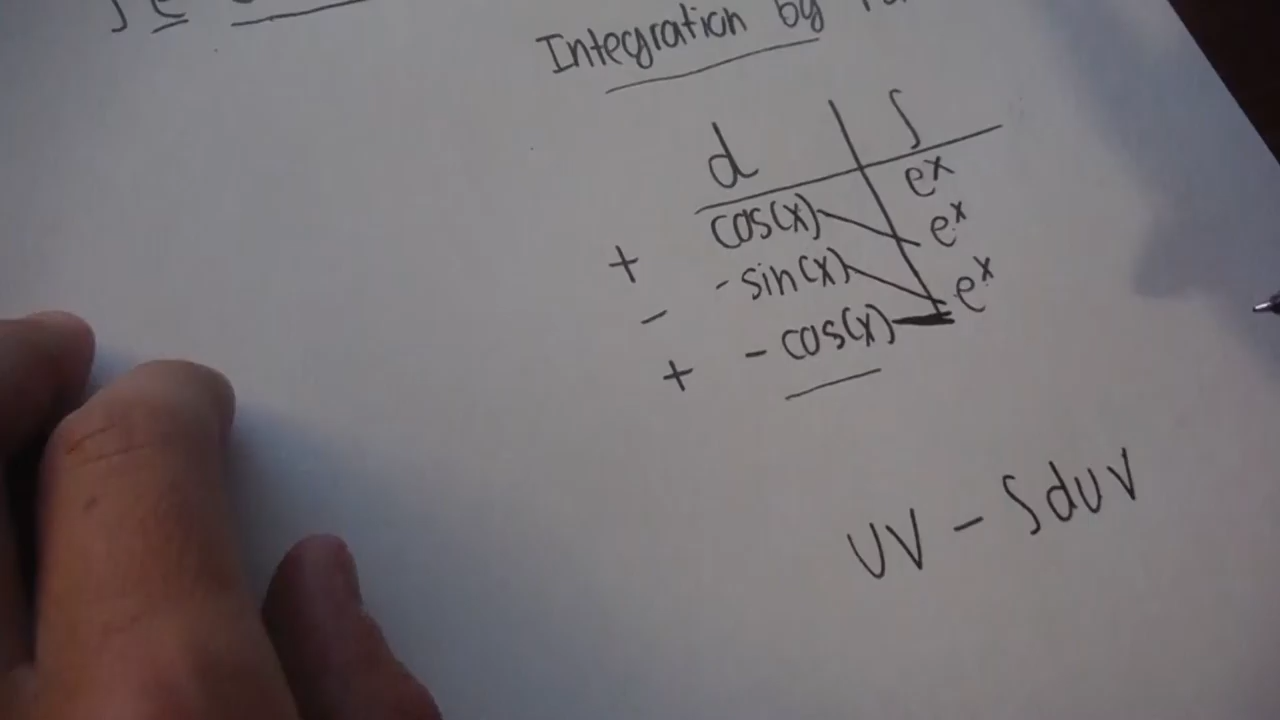 Integration by
d ∫
e^x
+ cos(x) e^x
- -sin(x) e^x
+ -cos(x)
UV - ∫duV